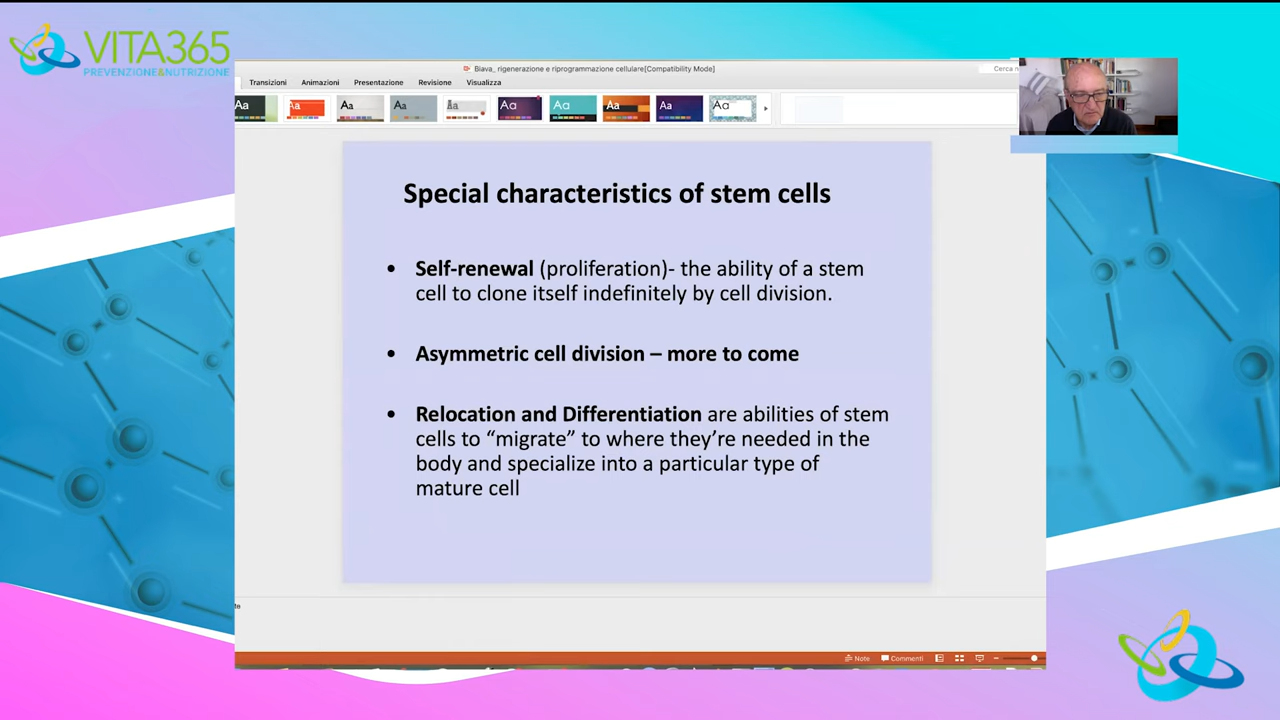 VITA365
PREVENZIONE&NUTRIZIONE
Biava_ rigenerazione e riprogrammazione cellulare[Compatibility Mode]
Cerca n
Transizioni Animazioni Presentazione Revisione Visualizza
Aa Aa Aa Aa Aa Aa Aa Aa Aa Aa
Special characteristics of stem cells
• Self-renewal (proliferation)- the ability of a stem
cell to clone itself indefinitely by cell division.
• Asymmetric cell division – more to come
• Relocation and Differentiation are abilities of stem
cells to “migrate” to where they’re needed in the
body and specialize into a particular type of
mature cell
Note Commenti